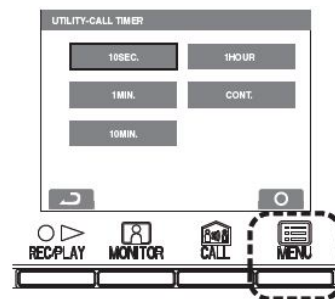 UTILITY-CALL TIMER
10SEC. 1HOUR
1MIN. CONT.
10MIN.
REC/PLAY MONITOR CALL MENU